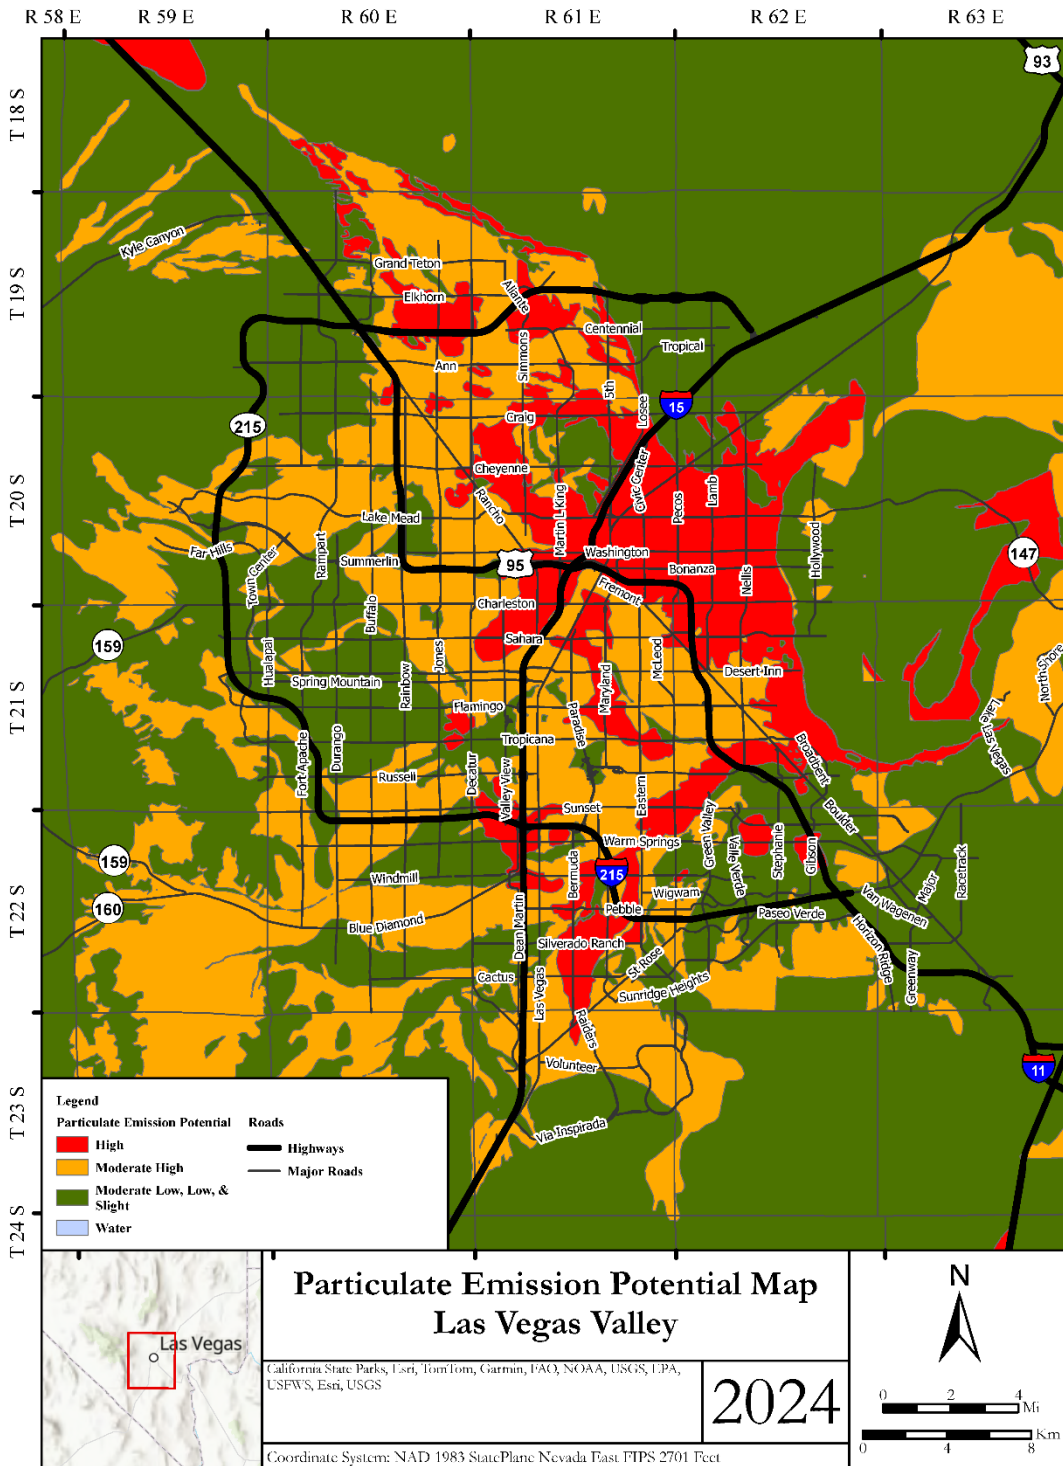 R 58 E
R 59 E
R 60 E
R 61 E
R 62 E
R 63 E
T 18 S
T 19 S
T 20 S
T 21 S
T 22 S
T 23 S
T 24 S
93
Kyle Canyon
Grand Teton
Elkhorn
Aliante
Centennial
Tropical
Simmons
Ann
5th
Losee
15
Craig
215
Cheyenne
Civic Center
Rancho
Martin L King
Pecos
Lamb
Lake Mead
Hollywood
Far Hills
Town Center
Rampart
Summerlin
95
Washington
Bonanza
Nellis
147
Fremont
Charleston
Buffalo
159
Hualapai
Sahara
Jones
Rainbow
McLeod
Maryland
Desert Inn
Spring Mountain
North Shore
Flamingo
Paradise
Lake Las Vegas
Durango
Tropicana
Broadbent
Fort Apache
Russell
Decatur
Valley View
Eastern
Sunset
Boulder
Green Valley
Warm Springs
Valle Verde
Stephanie
Gibson
159
Bermuda
215
Racetrack
Major
Windmill
Wigwam
Van Wagenen
160
Pebble
Paseo Verde
Blue Diamond
Dean Martin
Silverado Ranch
Horizon Ridge
St Rose
Cactus
Las Vegas
Sunridge Heights
Greenway
Raiders
Volunteer
11
Via Inspirada
Legend
Particulate Emission Potential
Roads
High
Highways
Moderate High
Major Roads
Moderate Low, Low, &
Slight
Water
Las Vegas
Particulate Emission Potential Map
Las Vegas Valley
California State Parks, Esri, TomTom, Garmin, FAO, NOAA, USGS, EPA,
USFWS, Esri, USGS
2024
Coordinate System: NAD 1983 StatePlane Nevada East FIPS 2701 Feet
N
0 2 4
Mi
Km
0 4 8